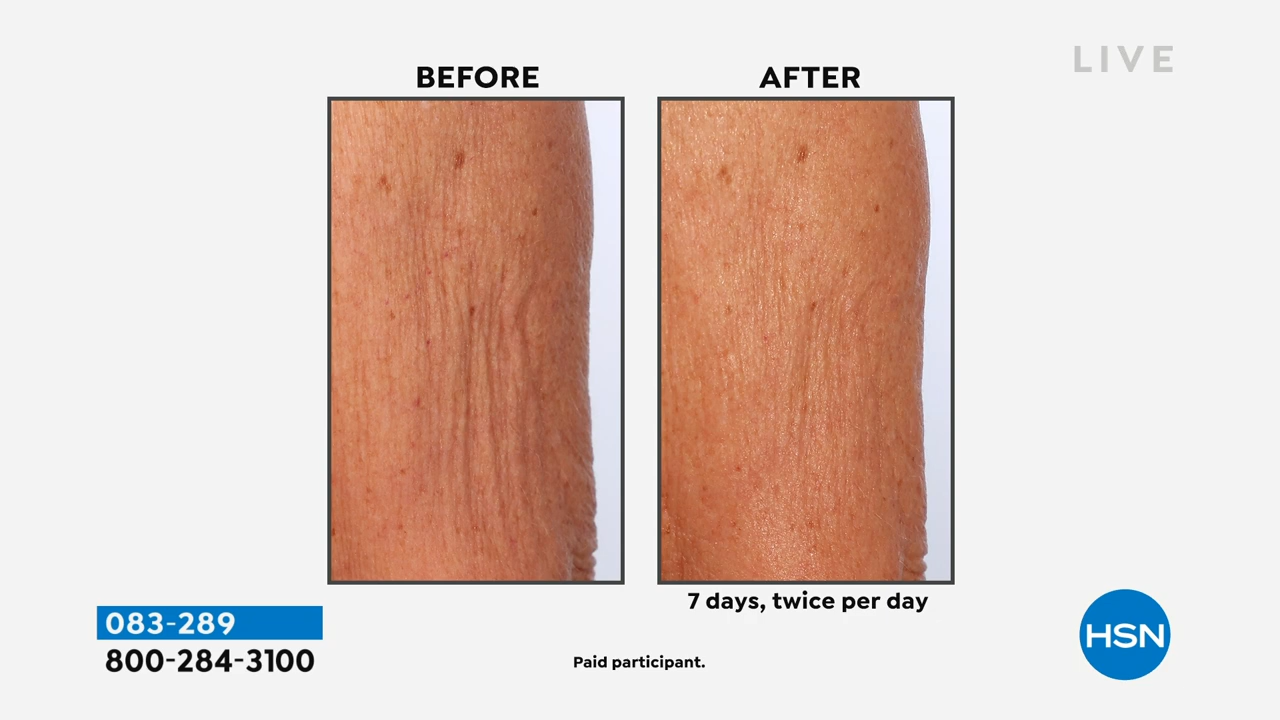 LIVE
BEFORE
AFTER
7 days, twice per day
083-289
800-284-3100
Paid participant.
HSN